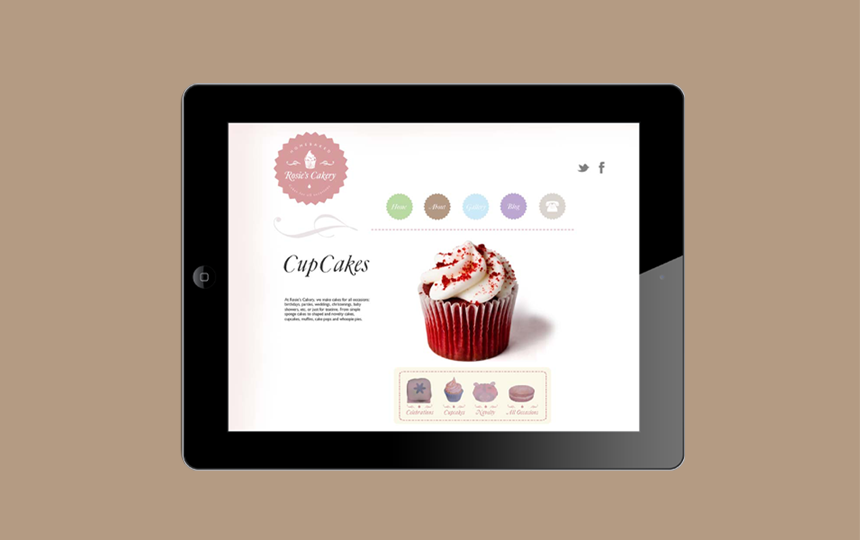 HOMEBAKED
Rosie's Cakery
Home
About
Gallery
Blog
CupCakes
At Rosie's Cakery, we make cakes for all occasions:
birthdays, parties, weddings, christenings, baby
showers, etc, or just for teatime. From simple
sponge cakes to shaped and novelty cakes,
cupcakes, muffins, cake pops and whoopie pies.
Celebrations
Cupcakes
Novelty
All Occasions